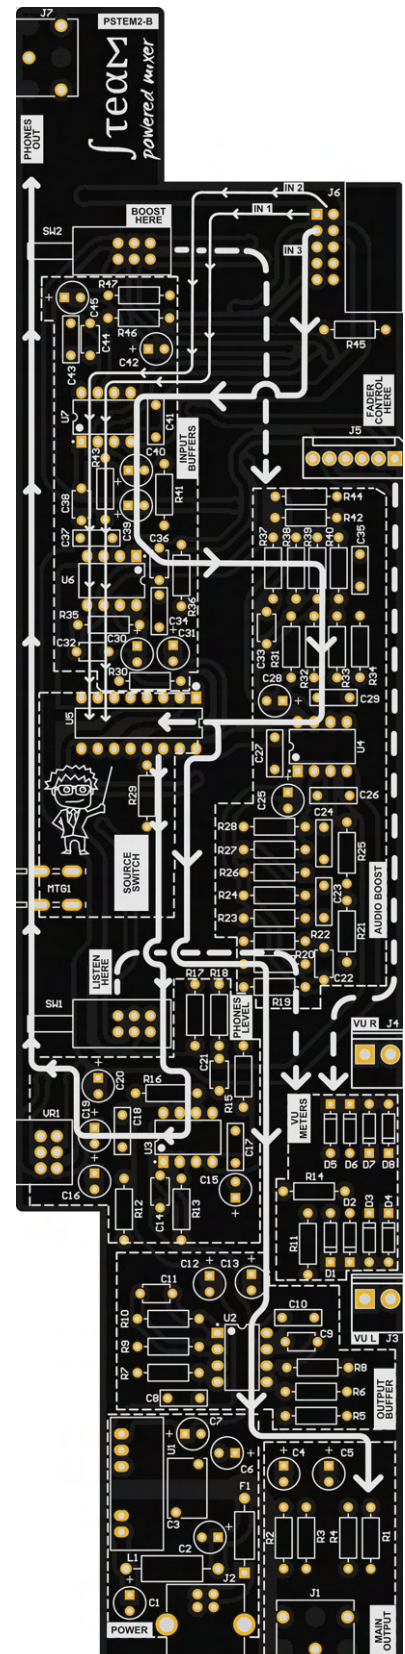 J7
PSTEM2-B
ſτeaM
powered mixer
PHONES
OUT
IN 2
J6
BOOST
HERE
IN 1
SW2
IN 3
R47
C45
R46
R45
C44
C43
C42
FADER
CONTROL
HERE
U7
C41
J5
INPUT
BUFFERS
C40
R43
R41
R44
C38
C39
R42
C37
R37
R38
R39
R40
C35
C36
U6
R36
C34
R35
C30
C31
C33
R31
R32
R33
R34
C32
R30
C28
C29
U5
C27
U4
R29
C25
C26
C24
R28
R25
R27
SOURCE
SWITCH
R26
MTG1
R24
C23
AUDIO BOOST
R23
R21
R22
LISTEN
HERE
R20
C22
R17
R18
R19
SW1
PHONES
LEVEL
VU R
J4
C20
R16
C21
R15
VU
METERS
C19
C18
VR1
D5
D6
D7
D8
U3
C17
R14
C16
C15
R12
C14
R13
D2
D3
D4
R11
D1
C12
C13
C11
C10
R10
U2
VU L
J3
C9
R9
R8
R7
R6
C8
R5
OUTPUT
BUFFER
C7
U1
C6
C4
C5
F1
C3
R2
R3
R4
R1
C2
L1
J2
J1
C1
POWER
MAIN
OUTPUT